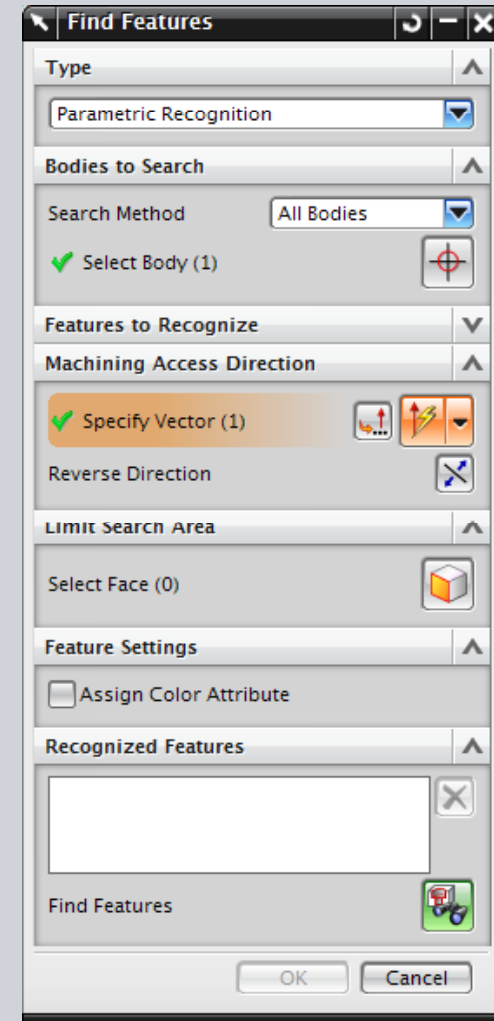 Find Features
Type
Parametric Recognition
Bodies to Search
Search Method All Bodies
Select Body (1)
Features to Recognize
Machining Access Direction
Specify Vector (1)
Reverse Direction
Limit Search Area
Select Face (0)
Feature Settings
Assign Color Attribute
Recognized Features
Find Features
OK Cancel